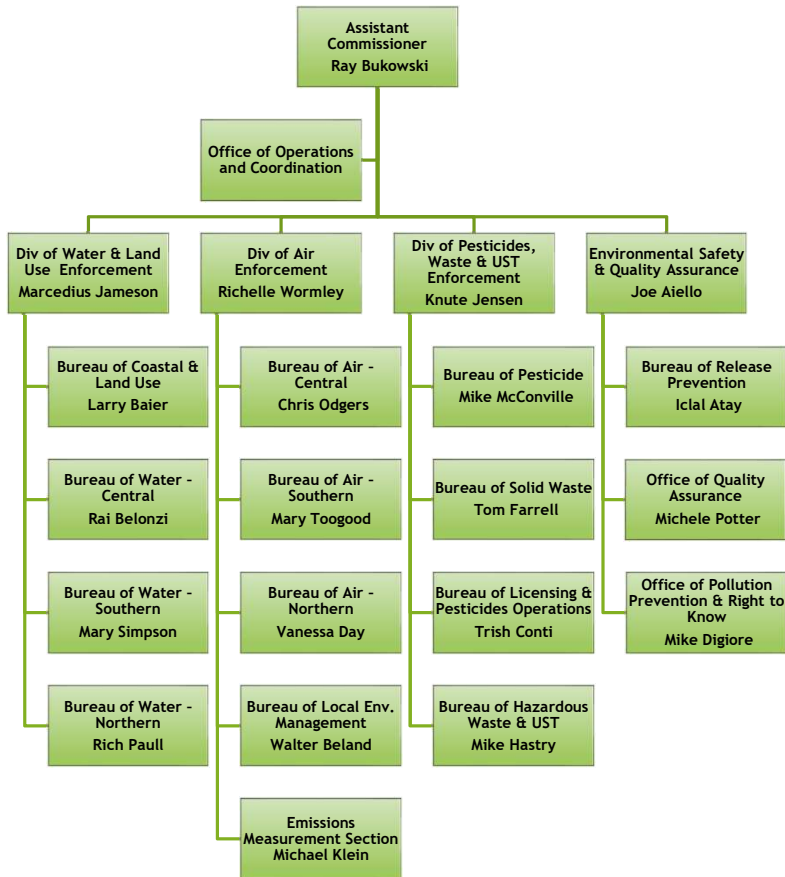 Assistant
Commissioner
Ray Bukowski
Office of Operations
and Coordination
Div of Water & Land
Use Enforcement
Marcedius Jameson
Div of Air
Enforcement
Richelle Wormley
Div of Pesticides,
Waste & UST
Enforcement
Knute Jensen
Environmental Safety
& Quality Assurance
Joe Aiello
Bureau of Coastal &
Land Use
Larry Baier
Bureau of Water -
Central
Rai Belonzi
Bureau of Water -
Southern
Mary Simpson
Bureau of Water -
Northern
Rich Paull
Bureau of Air -
Central
Chris Odgers
Bureau of Air -
Southern
Mary Toogood
Bureau of Air -
Northern
Vanessa Day
Bureau of Local Env.
Management
Walter Beland
Emissions
Measurement Section
Michael Klein
Bureau of Pesticide
Mike McConville
Bureau of Solid Waste
Tom Farrell
Bureau of Licensing &
Pesticides Operations
Trish Conti
Bureau of Hazardous
Waste & UST
Mike Hastry
Bureau of Release
Prevention
Iclal Atay
Office of Quality
Assurance
Michele Potter
Office of Pollution
Prevention & Right to
Know
Mike Digiore